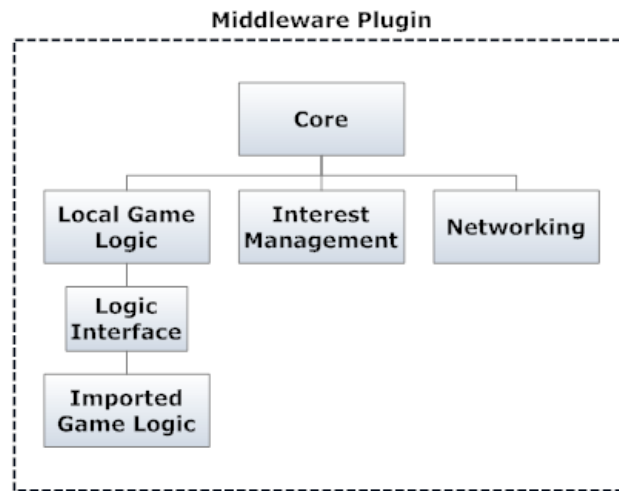 Middleware Plugin
Core
Local Game
Logic
Interest
Management
Networking
Logic
Interface
Imported
Game Logic